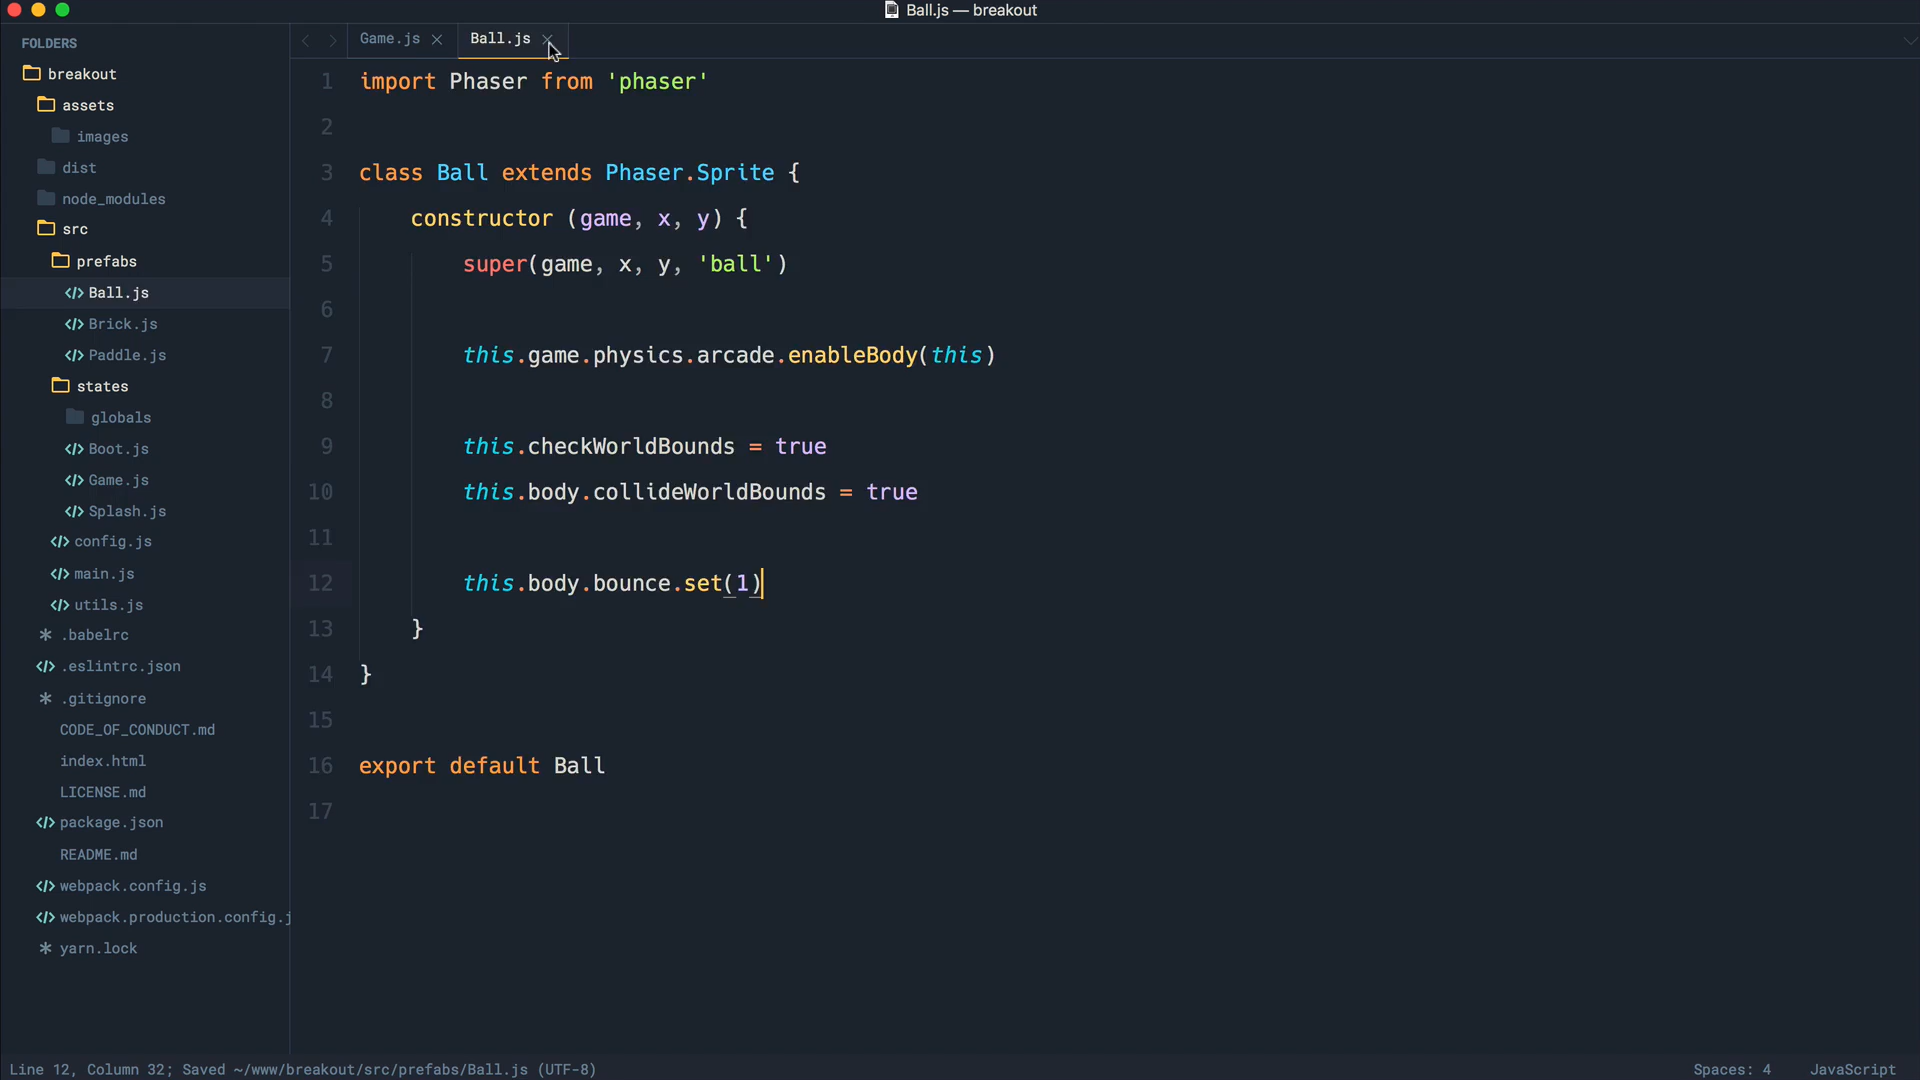 Ball.js — breakout
FOLDERS
breakout
assets
images
dist
node_modules
src
prefabs
Ball.js
Brick.js
Paddle.js
states
globals
Boot.js
Game.js
Splash.js
config.js
main.js
utils.js
.babelrc
.eslintrc.json
.gitignore
CODE_OF_CONDUCT.md
index.html
LICENSE.md
package.json
README.md
webpack.config.js
webpack.production.config.j
yarn.lock
Game.js
Ball.js
1 import Phaser from 'phaser'
2
3 class Ball extends Phaser.Sprite {
4 constructor (game, x, y) {
5 super(game, x, y, 'ball')
6
7 this.game.physics.arcade.enableBody(this)
8
9 this.checkWorldBounds = true
10 this.body.collideWorldBounds = true
11
12 this.body.bounce.set(1)
13 }
14 }
15
16 export default Ball
17
Line 12, Column 32; Saved ~/www/breakout/src/prefabs/Ball.js (UTF-8)
Spaces: 4
JavaScript